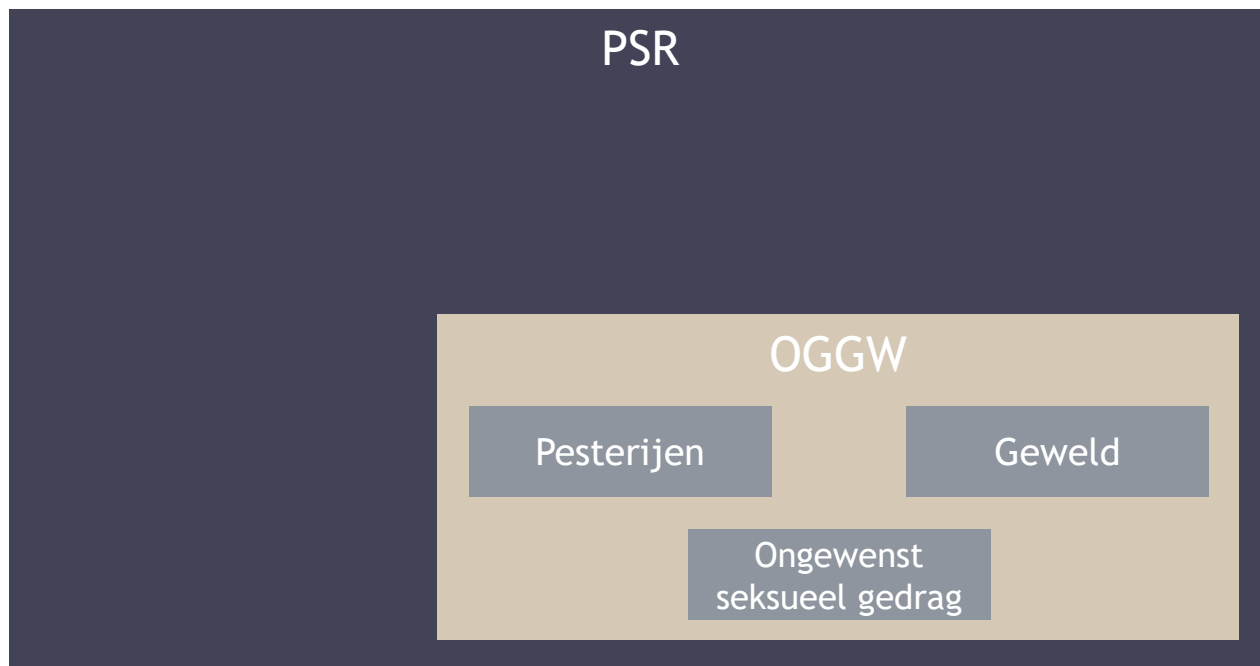 PSR
OGGW
Pesterijen
Geweld
Ongewenst
seksueel gedrag